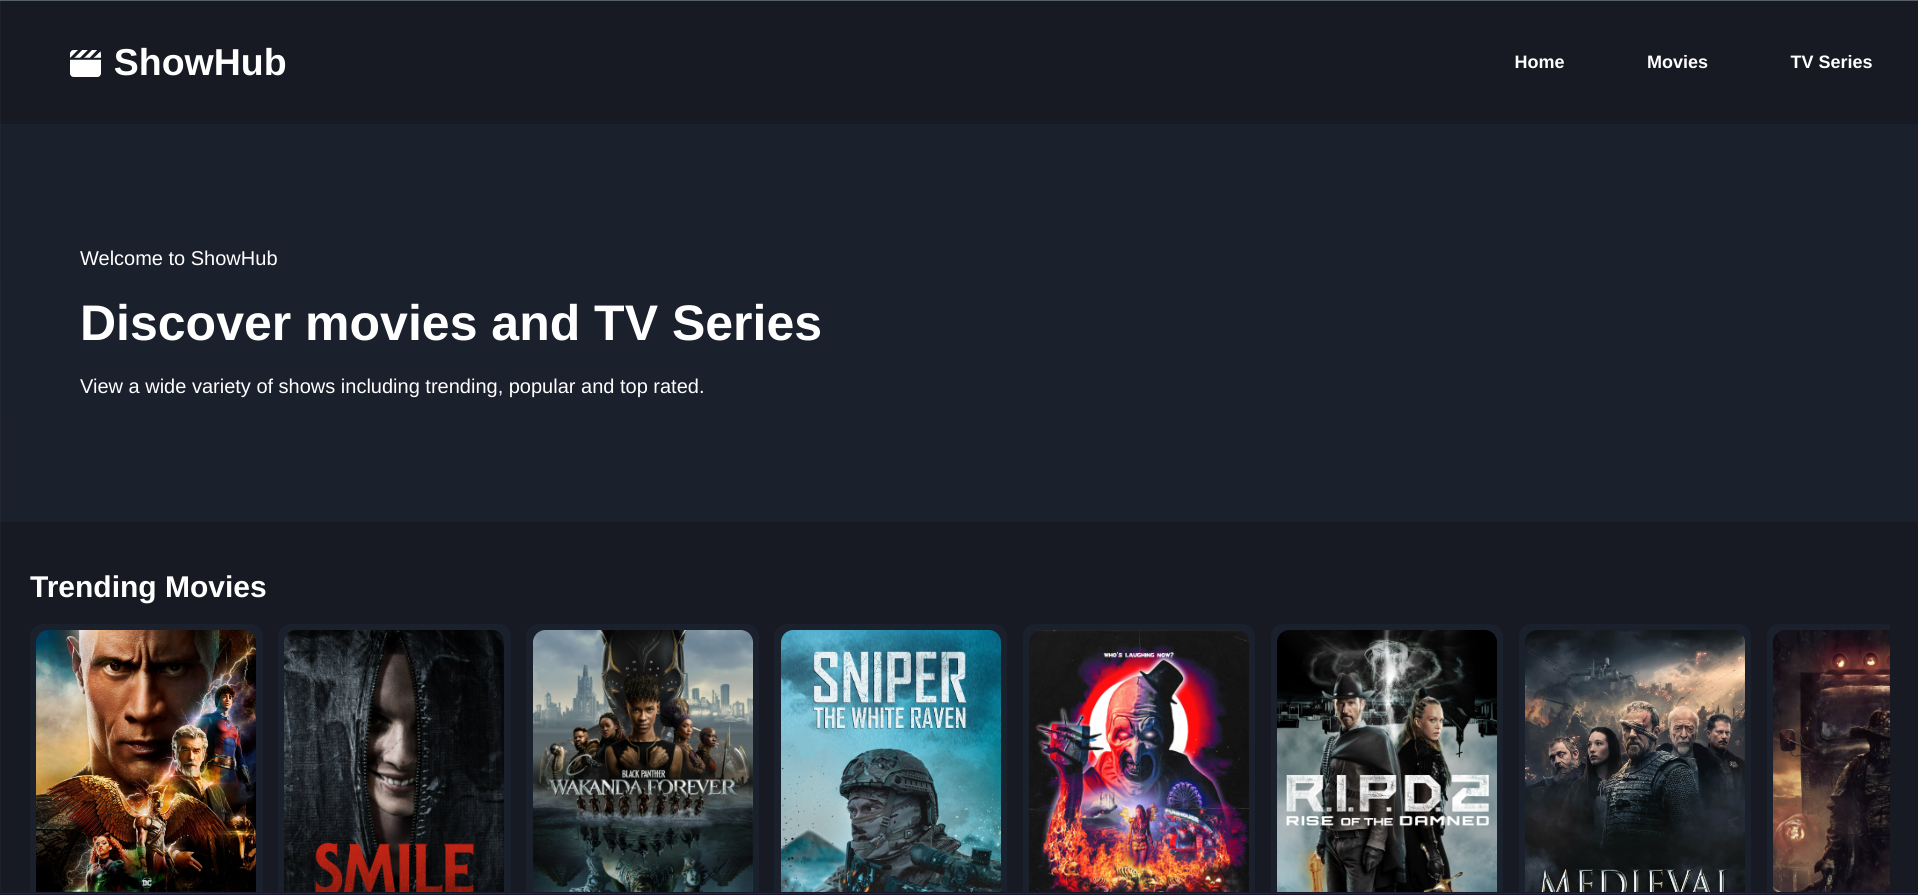 ShowHub
Home
Movies
TV Series
Welcome to ShowHub
Discover movies and TV Series
View a wide variety of shows including trending, popular and top rated.
Trending Movies
DC
SMILE
BLACK PANTHER
WAKANDA FOREVER
SNIPER
THE WHITE RAVEN
WHO'S LAUGHING NOW?
R.I.P.D.2
RISE OF THE DAMNED
MEDIEVAL